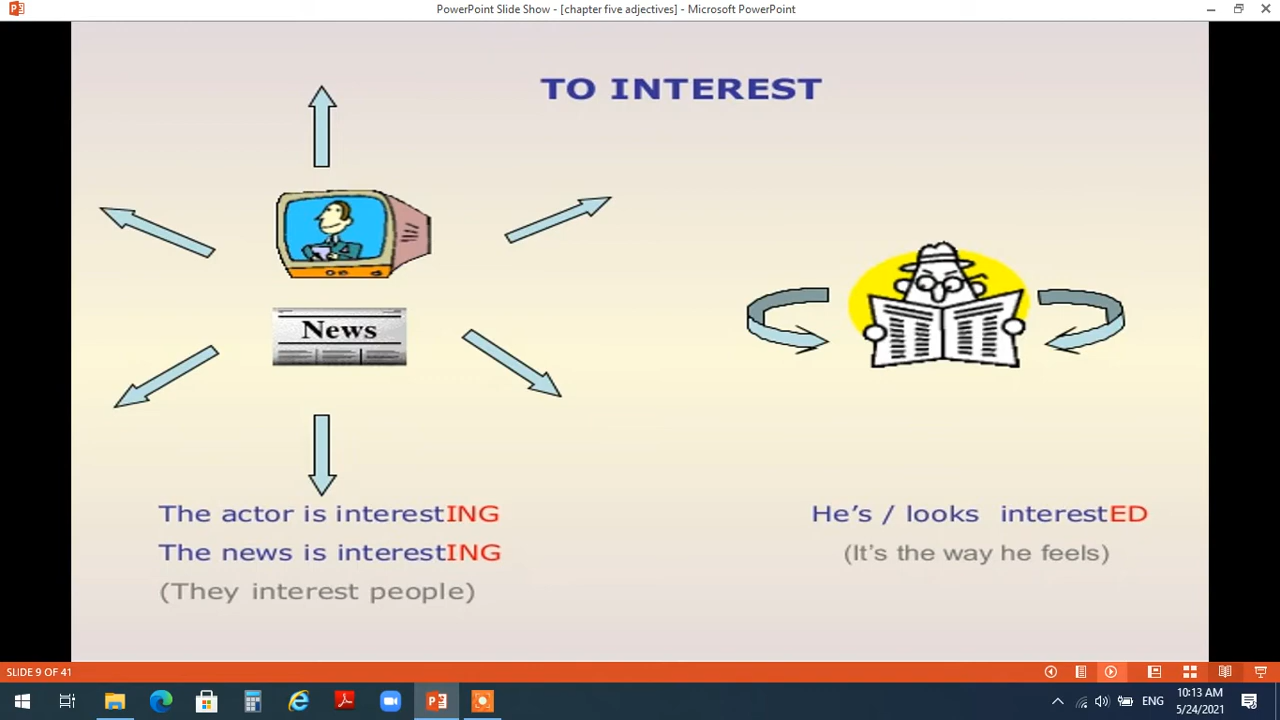 PowerPoint Slide Show - [chapter five adjectives] - Microsoft PowerPoint
TO INTEREST
News
The actor is interestING
The news is interestING
(They interest people)
He's / looks interestED
(It's the way he feels)
SLIDE 9 OF 41
ENG
10:13 AM
5/24/2021